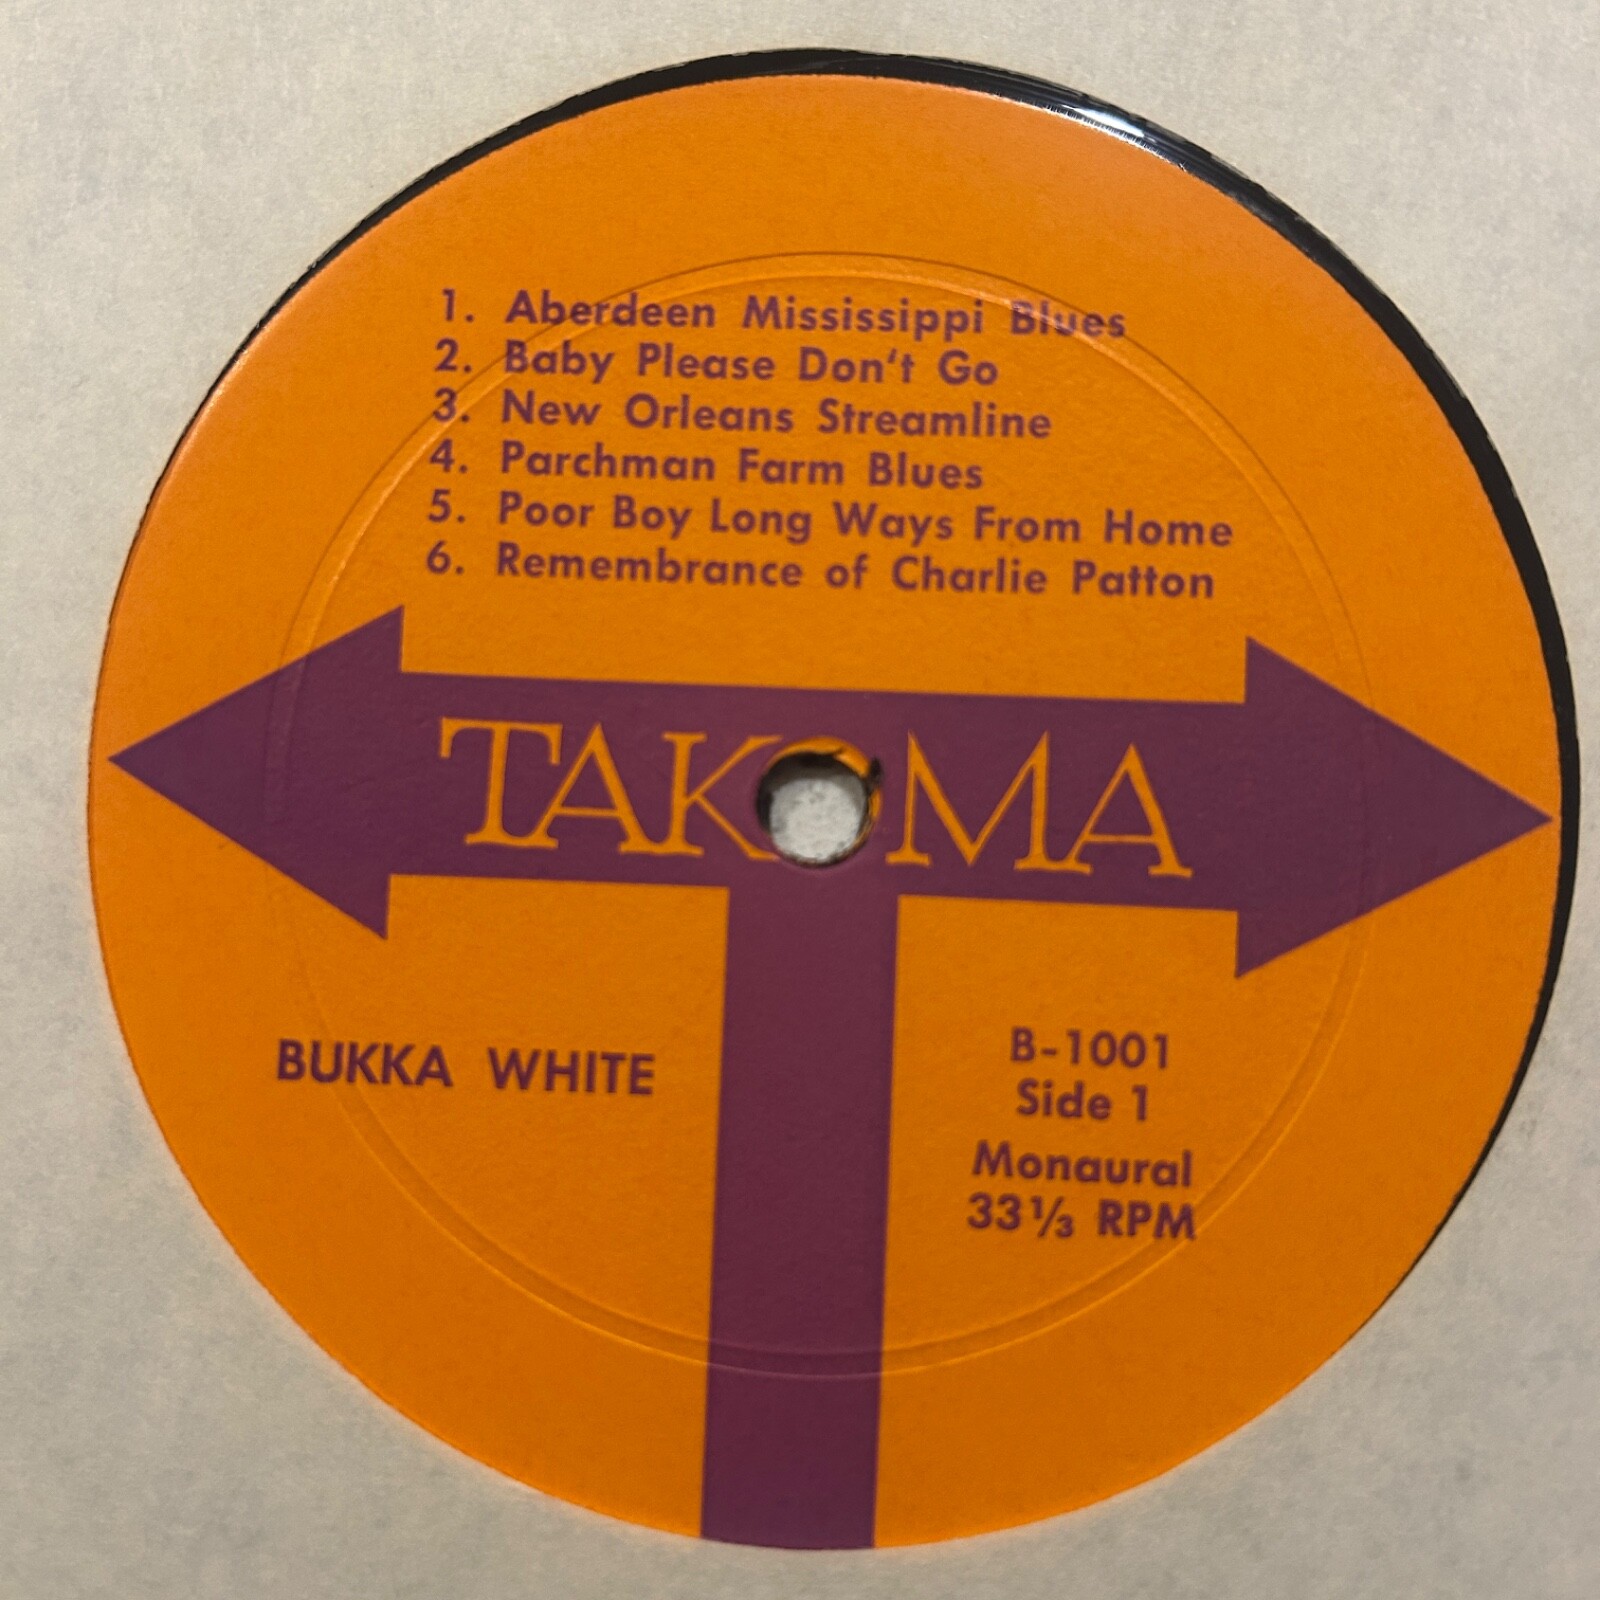 1. Aberdeen Mississippi Blues
2. Baby Please Don't Go
3. New Orleans Streamline
4. Parchman Farm Blues
5. Poor Boy Long Ways From Home
6. Remembrance of Charlie Patton
TAKOMA
BUKKA WHITE
B-1001
Side 1
Monaural
33⅓ RPM